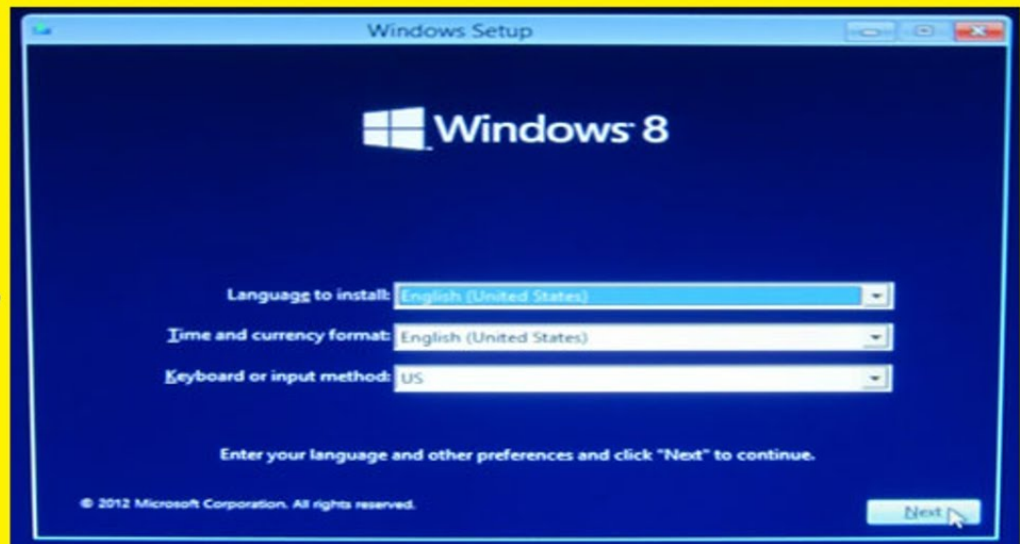 Windows Setup
Windows 8
Language to install: English (United States)
Time and currency format: English (United States)
Keyboard or input method: US
Enter your language and other preferences and click "Next" to continue.
© 2012 Microsoft Corporation. All rights reserved.
Next